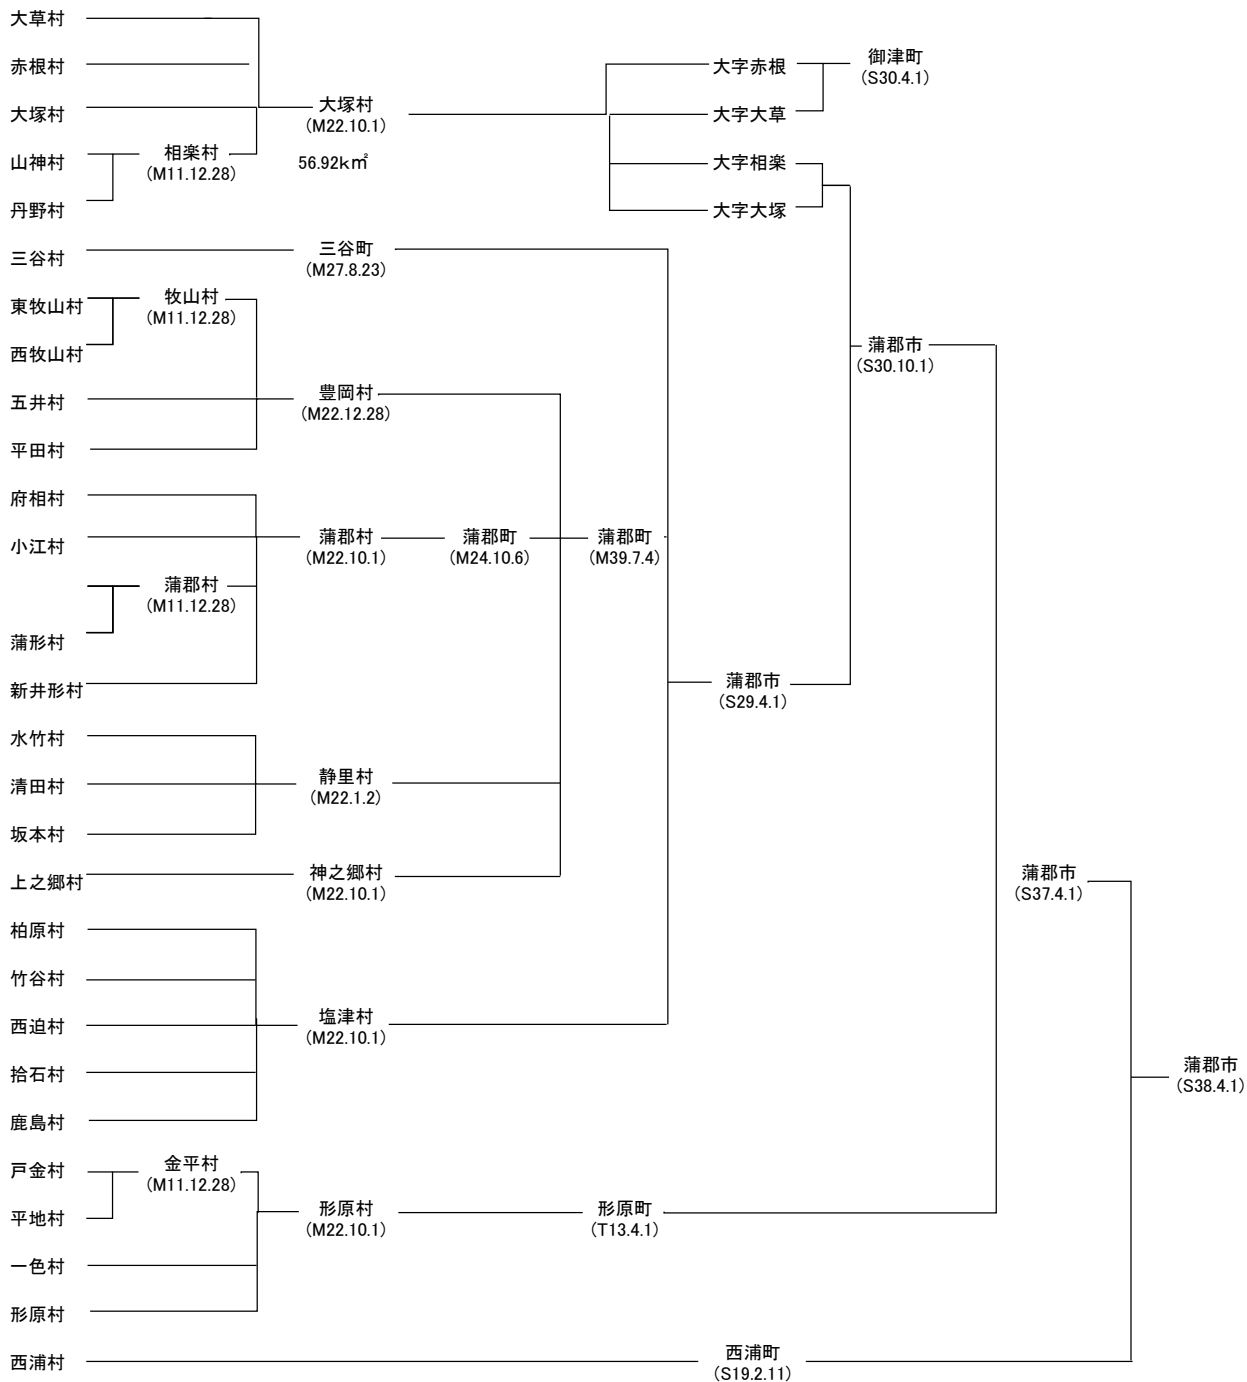 大草村
赤根村
大塚村
山神村
丹野村
三谷村
東牧山村
西牧山村
五井村
平田村
府相村
小江村
蒲形村
新井形村
水竹村
清田村
坂本村
上之郷村
柏原村
竹谷村
西迫村
拾石村
鹿島村
戸金村
平地村
一色村
形原村
西浦村
相楽村
(M11.12.28)
牧山村
(M11.12.28)
蒲郡村
(M11.12.28)
金平村
(M11.12.28)
大塚村
(M22.10.1)
56.92k㎡
三谷町
(M27.8.23)
豊岡村
(M22.12.28)
蒲郡村
(M22.10.1)
静里村
(M22.1.2)
神之郷村
(M22.10.1)
塩津村
(M22.10.1)
形原村
(M22.10.1)
蒲郡町
(M24.10.6)
蒲郡町
(M39.7.4)
形原町
(T13.4.1)
大字赤根
大字大草
大字相楽
大字大塚
蒲郡市
(S29.4.1)
西浦町
(S19.2.11)
御津町
(S30.4.1)
蒲郡市
(S30.10.1)
蒲郡市
(S37.4.1)
蒲郡市
(S38.4.1)